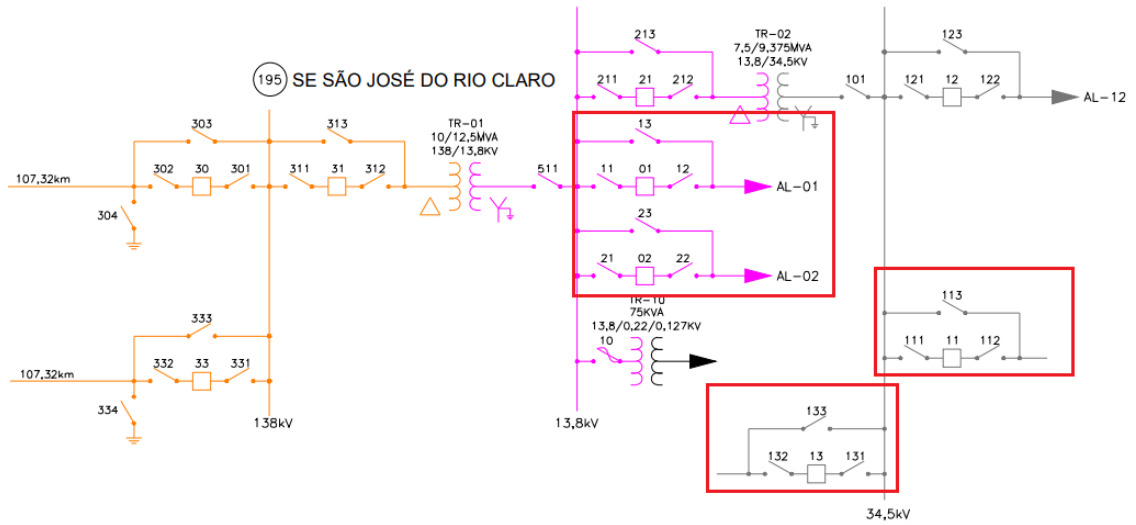 213
TR-02
7,5/9,375MVA
13,8/34,5KV
123
211
21
212
101
121
12
122
AL-12
195
SE SÃO JOSÉ DO RIO CLARO
303
313
TR-01
10/12,5MVA
138/13,8KV
13
107,32km
302
30
301
311
31
312
511
11
01
12
AL-01
304
23
21
02
22
AL-02
TR-10
75KVA
13,8/0,22/0,127KV
10
113
111
11
112
333
107,32km
332
33
331
334
138kV
13,8kV
133
132
13
131
34,5kV